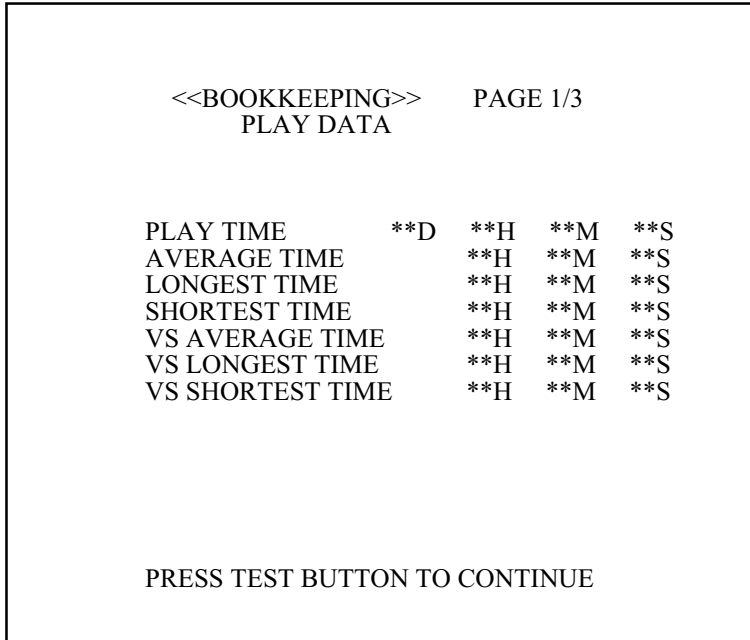 <<BOOKKEEPING>> PAGE 1/3
PLAY DATA
PLAY TIME **D **H **M **S
AVERAGE TIME **H **M **S
LONGEST TIME **H **M **S
SHORTEST TIME **H **M **S
VS AVERAGE TIME **H **M **S
VS LONGEST TIME **H **M **S
VS SHORTEST TIME **H **M **S
PRESS TEST BUTTON TO CONTINUE